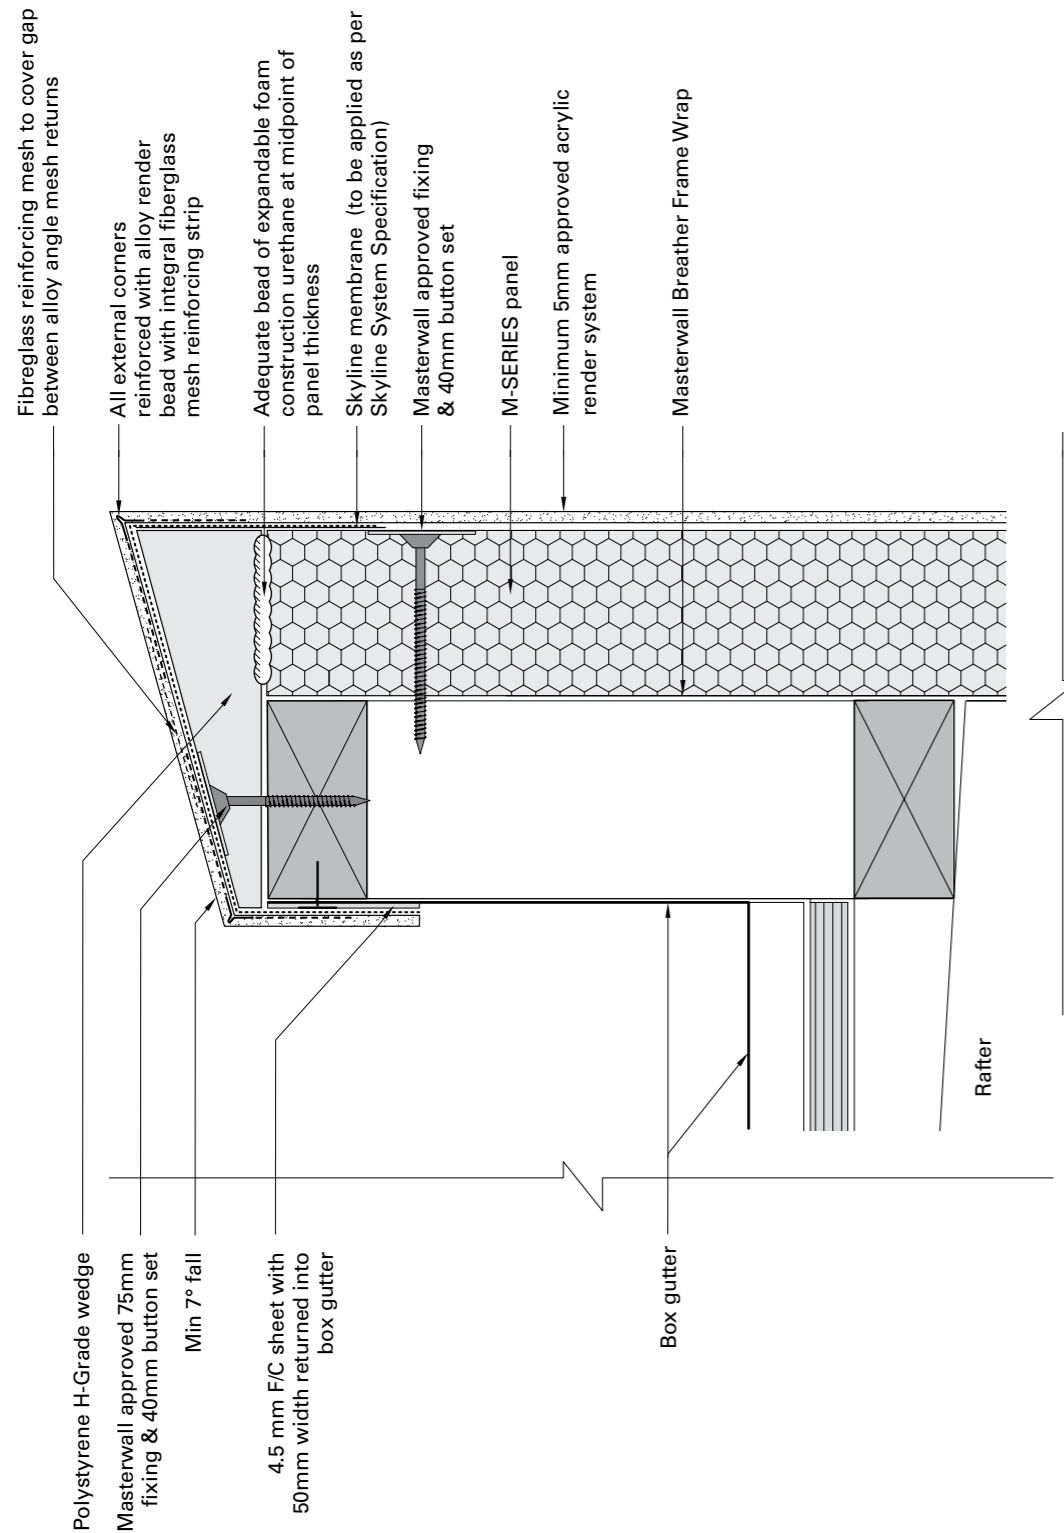 Fibreglass reinforcing mesh to cover gap
between alloy angle mesh returns
All external corners
reinforced with alloy render
bead with integral fiberglass
mesh reinforcing strip
Adequate bead of expandable foam
construction urethane at midpoint of
panel thickness
Skyline membrane (to be applied as per
Skyline System Specification)
Masterwall approved fixing
& 40mm button set
M-SERIES panel
Minimum 5mm approved acrylic
render system
Masterwall Breather Frame Wrap
Polystyrene H-Grade wedge
Masterwall approved 75mm
fixing & 40mm button set
Min 7° fall
4.5 mm F/C sheet with
50mm width returned into
box gutter
Box gutter
Rafter